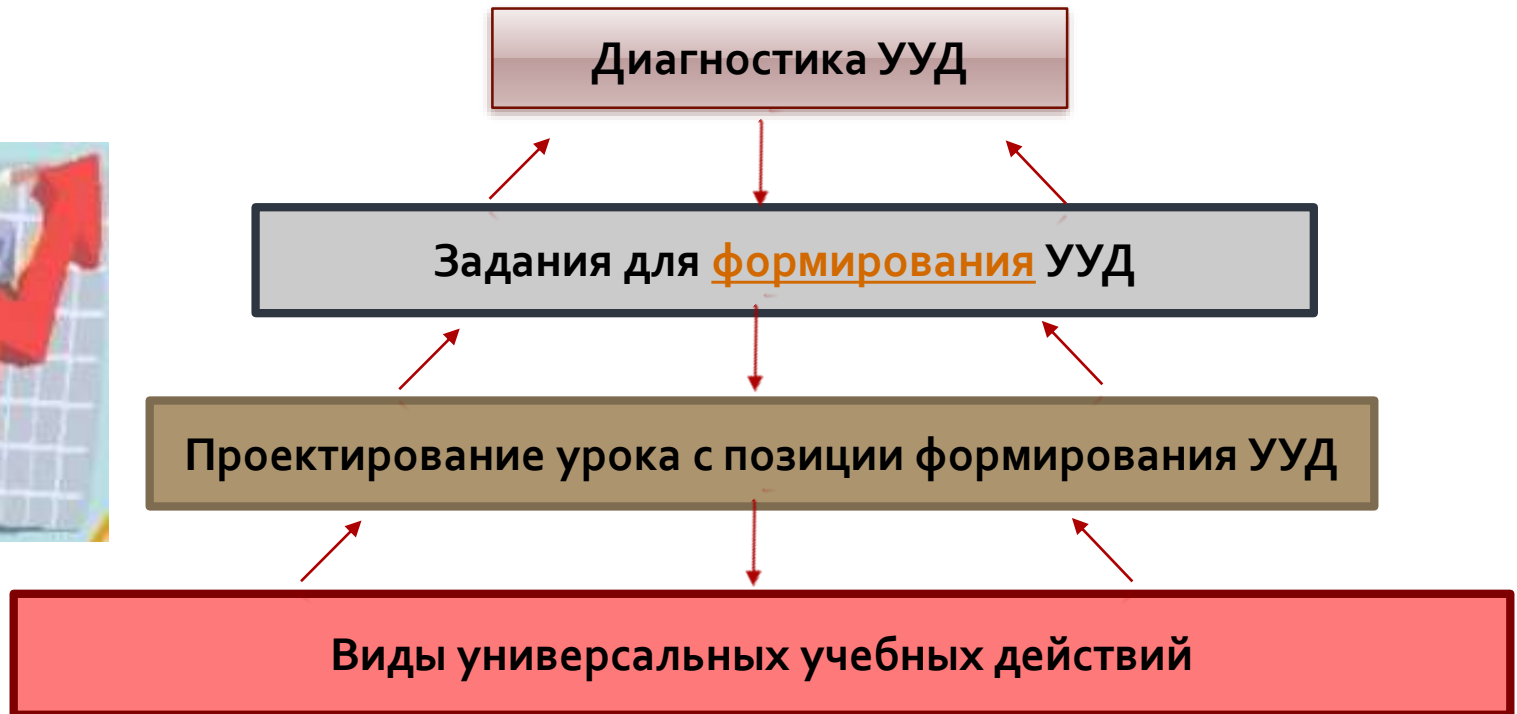 Диагностика УУД
Задания для формирования УУД
Проектирование урока с позиции формирования УУД
Виды универсальных учебных действий